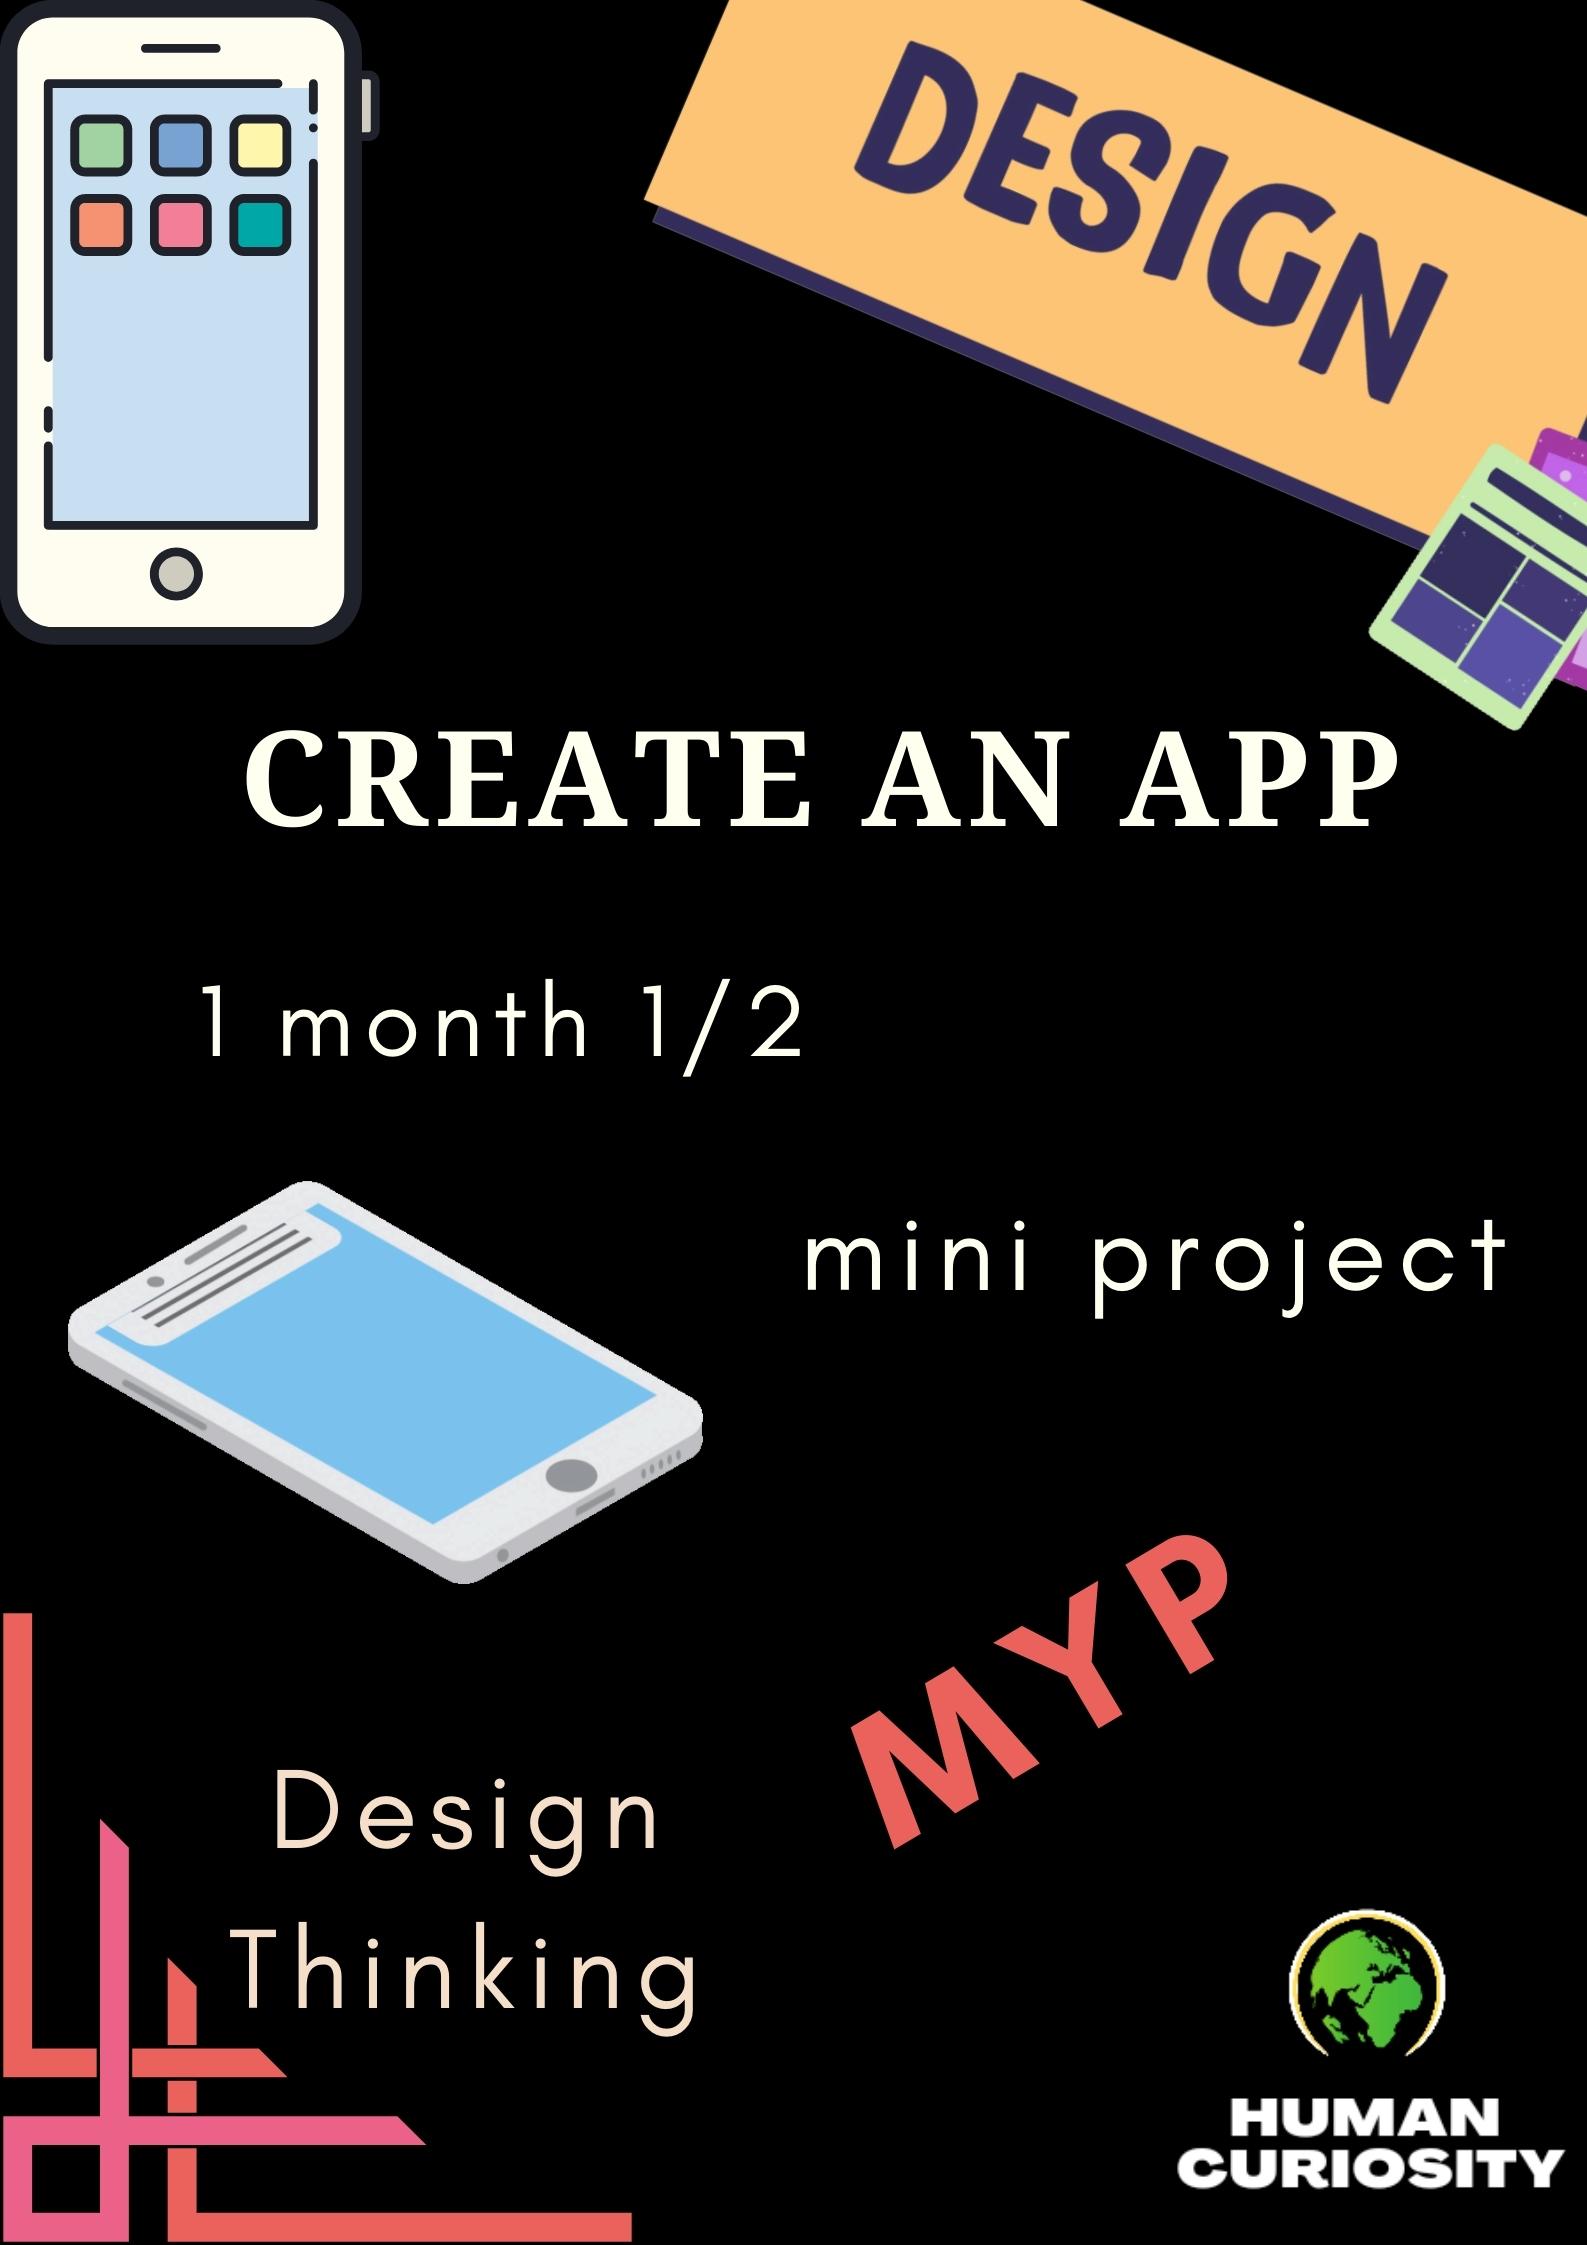 DESIGN
CREATE AN APP
1 month 1/2
mini project
MYP
Design
Thinking
HUMAN
CURIOSITY